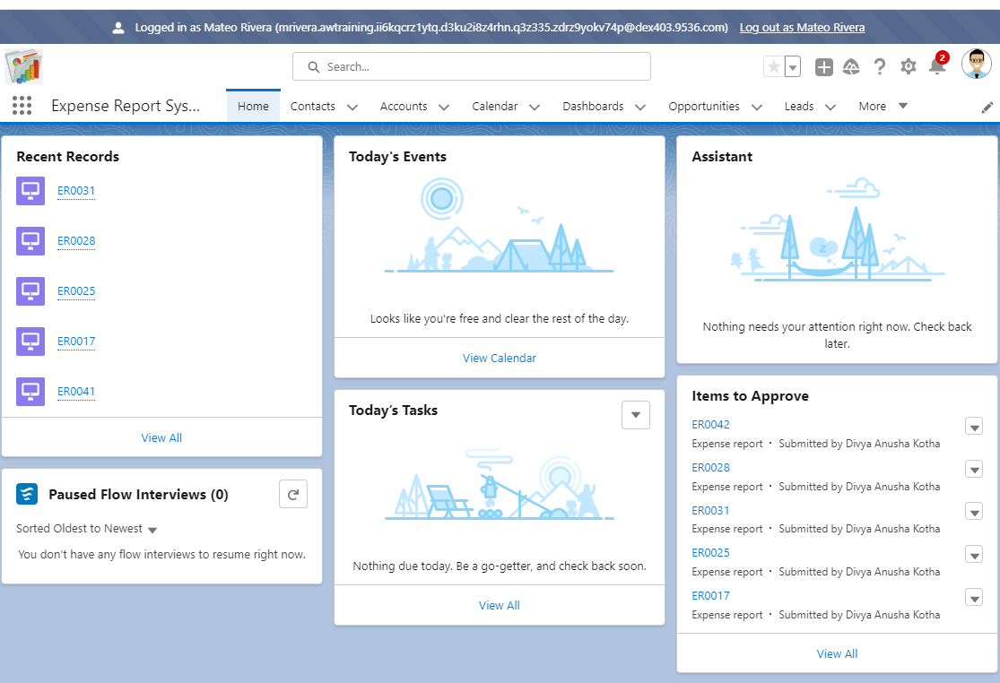 Logged in as Mateo Rivera (mrivera.awtraining.ii6kqcrz1ytq.d3ku2i8z4rhn.q3z335.zdrz9yokv74p@dex403.9536.com) Log out as Mateo Rivera
Search...
2
Expense Report Sys...
Home
Contacts
Accounts
Calendar
Dashboards
Opportunities
Leads
More
Recent Records
ER0031
ER0028
ER0025
ER0017
ER0041
View All
Paused Flow Interviews (0)
Sorted Oldest to Newest
You don't have any flow interviews to resume right now.
Today's Events
Looks like you're free and clear the rest of the day.
View Calendar
Today’s Tasks
Nothing due today. Be a go-getter, and check back soon.
View All
Assistant
Z
Nothing needs your attention right now. Check back
later.
Items to Approve
ER0042
Expense report • Submitted by Divya Anusha Kotha
ER0028
Expense report • Submitted by Divya Anusha Kotha
ER0031
Expense report • Submitted by Divya Anusha Kotha
ER0025
Expense report • Submitted by Divya Anusha Kotha
ER0017
Expense report • Submitted by Divya Anusha Kotha
View All